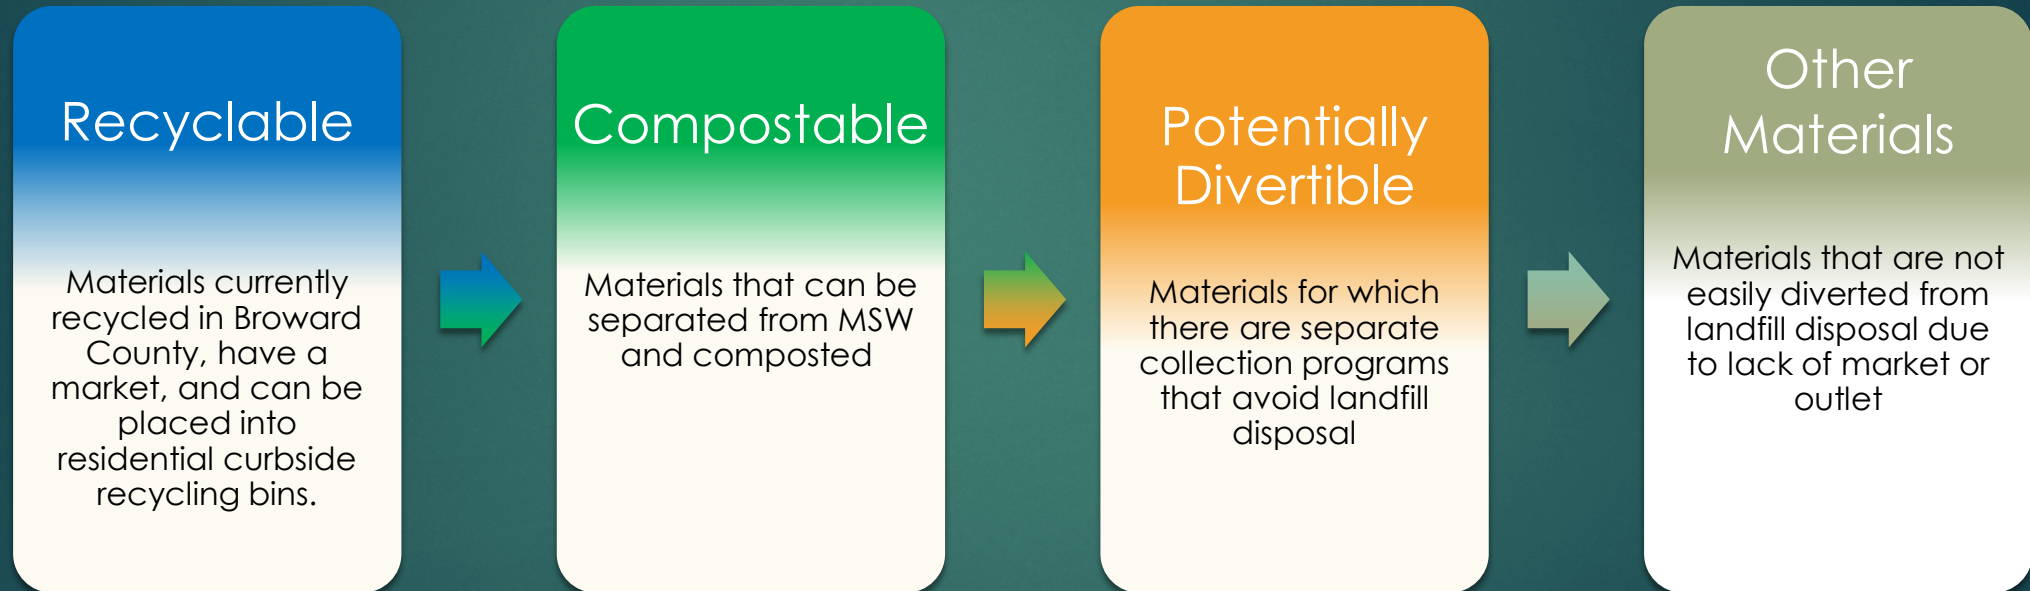 Recyclable
Materials currently
recycled in Broward
County, have a
market, and can be
placed into
residential curbside
recycling bins.
Compostable
Materials that can be
separated from MSW
and composted
Potentially
Divertible
Materials for which
there are separate
collection programs
that avoid landfill
disposal
Other
Materials
Materials that are not
easily diverted from
landfill disposal due
to lack of market or
outlet